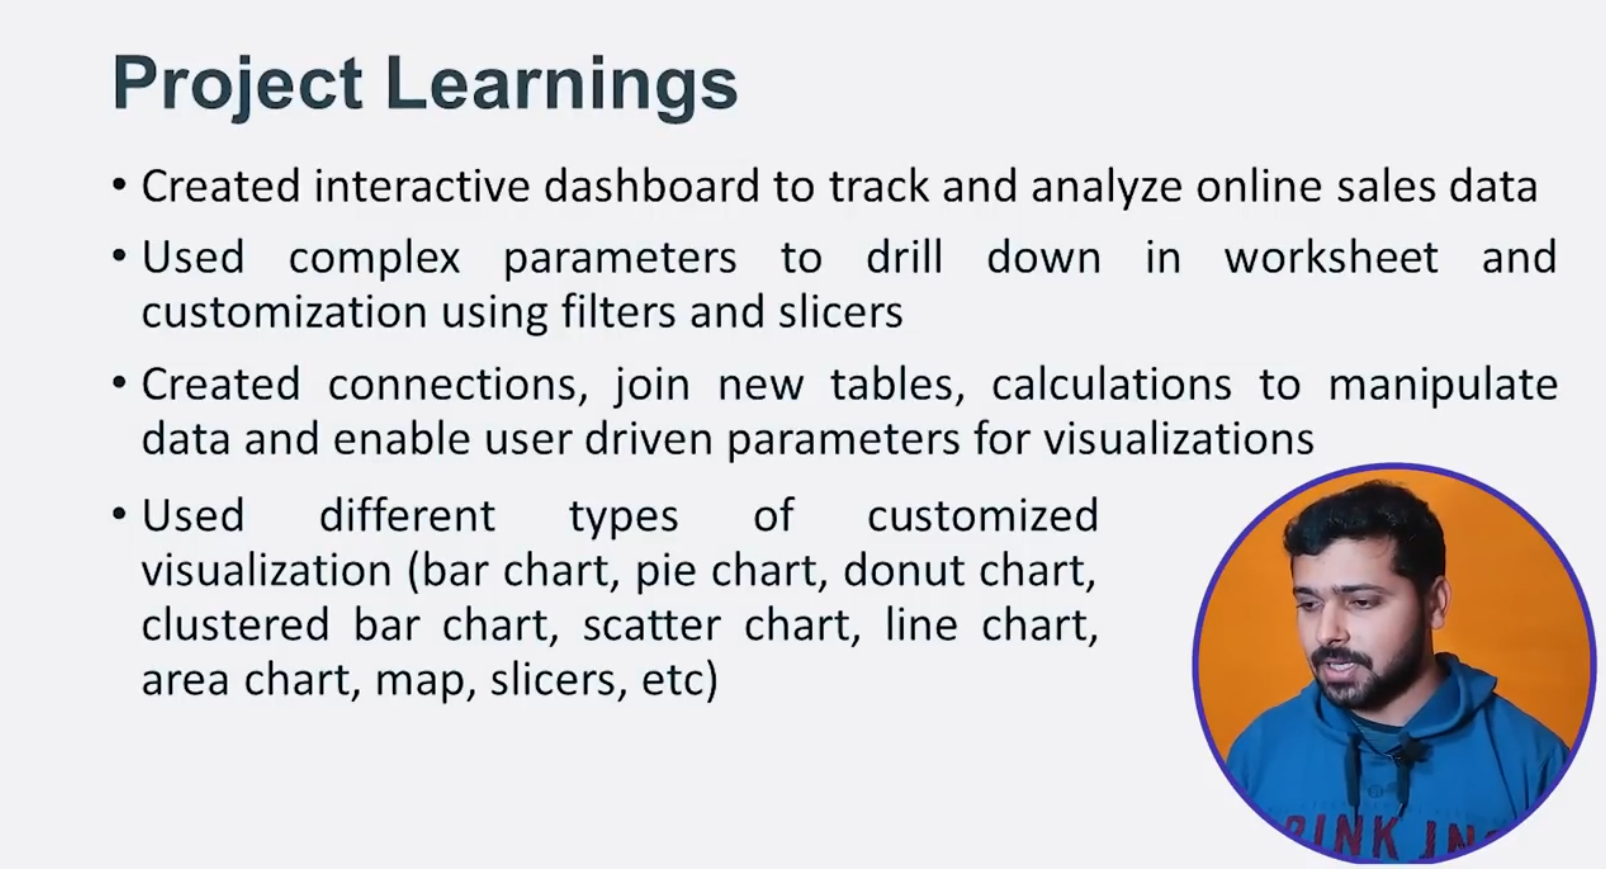 Project Learnings
• Created interactive dashboard to track and analyze online sales data
• Used complex parameters to drill down in worksheet and
customization using filters and slicers
• Created connections, join new tables, calculations to manipulate
data and enable user driven parameters for visualizations
• Used different types of customized
visualization (bar chart, pie chart, donut chart,
clustered bar chart, scatter chart, line chart,
area chart, map, slicers, etc)